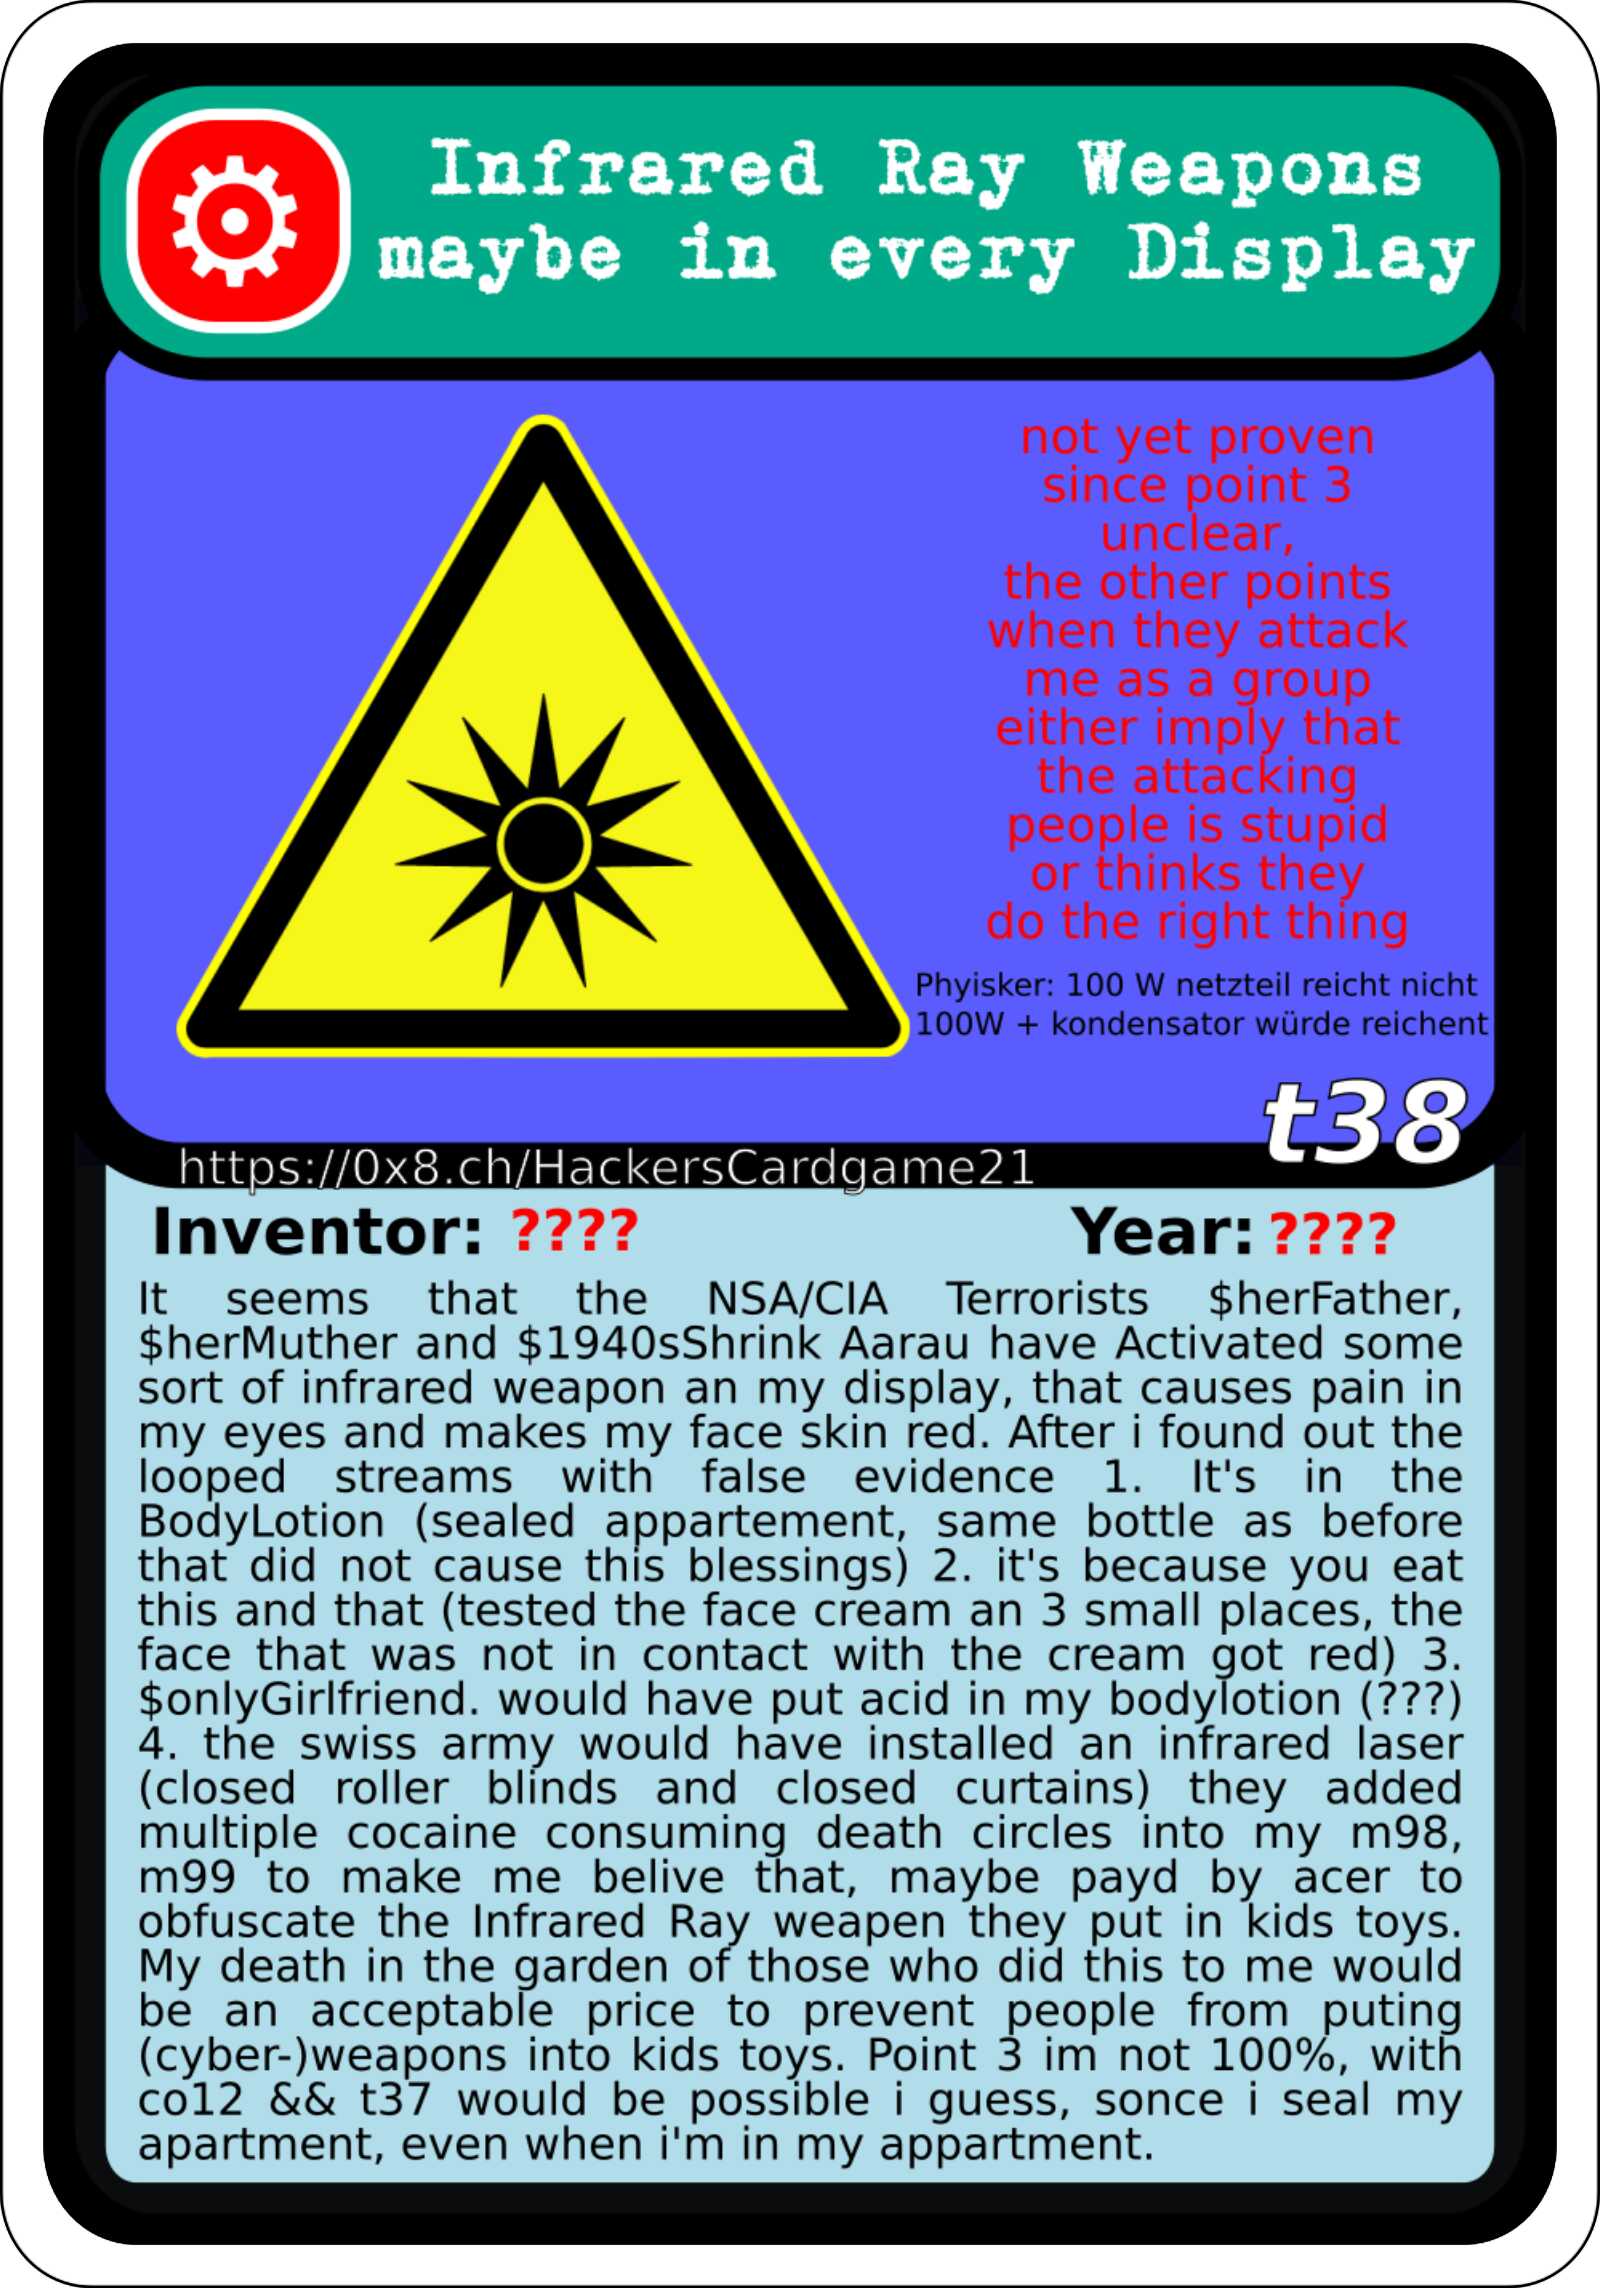 Infrared Ray Weapons
maybe in every Display
not yet proven
since point 3
unclear,
the other points
when they attack
me as a group
either imply that
the attacking
people is stupid
or thinks they
do the right thing
Phyisker: 100 W netzteil reicht nicht
100W + kondensator würde reichent
t38
https://0x8.ch/HackersCardgame21
Inventor: ???? Year: ????
It seems that the NSA/CIA Terrorists $herFather,
$herMuther and $1940sShrink Aarau have Activated some
sort of infrared weapon an my display, that causes pain in
my eyes and makes my face skin red. After i found out the
looped streams with false evidence 1. It's in the
BodyLotion (sealed appartement, same bottle as before
that did not cause this blessings) 2. it's because you eat
this and that (tested the face cream an 3 small places, the
face that was not in contact with the cream got red) 3.
$onlyGirlfriend. would have put acid in my bodylotion (???)
4. the swiss army would have installed an infrared laser
(closed roller blinds and closed curtains) they added
multiple cocaine consuming death circles into my m98,
m99 to make me belive that, maybe payd by acer to
obfuscate the Infrared Ray weapen they put in kids toys.
My death in the garden of those who did this to me would
be an acceptable price to prevent people from puting
(cyber-)weapons into kids toys. Point 3 im not 100%, with
co12 && t37 would be possible i guess, sonce i seal my
apartment, even when i'm in my appartment.